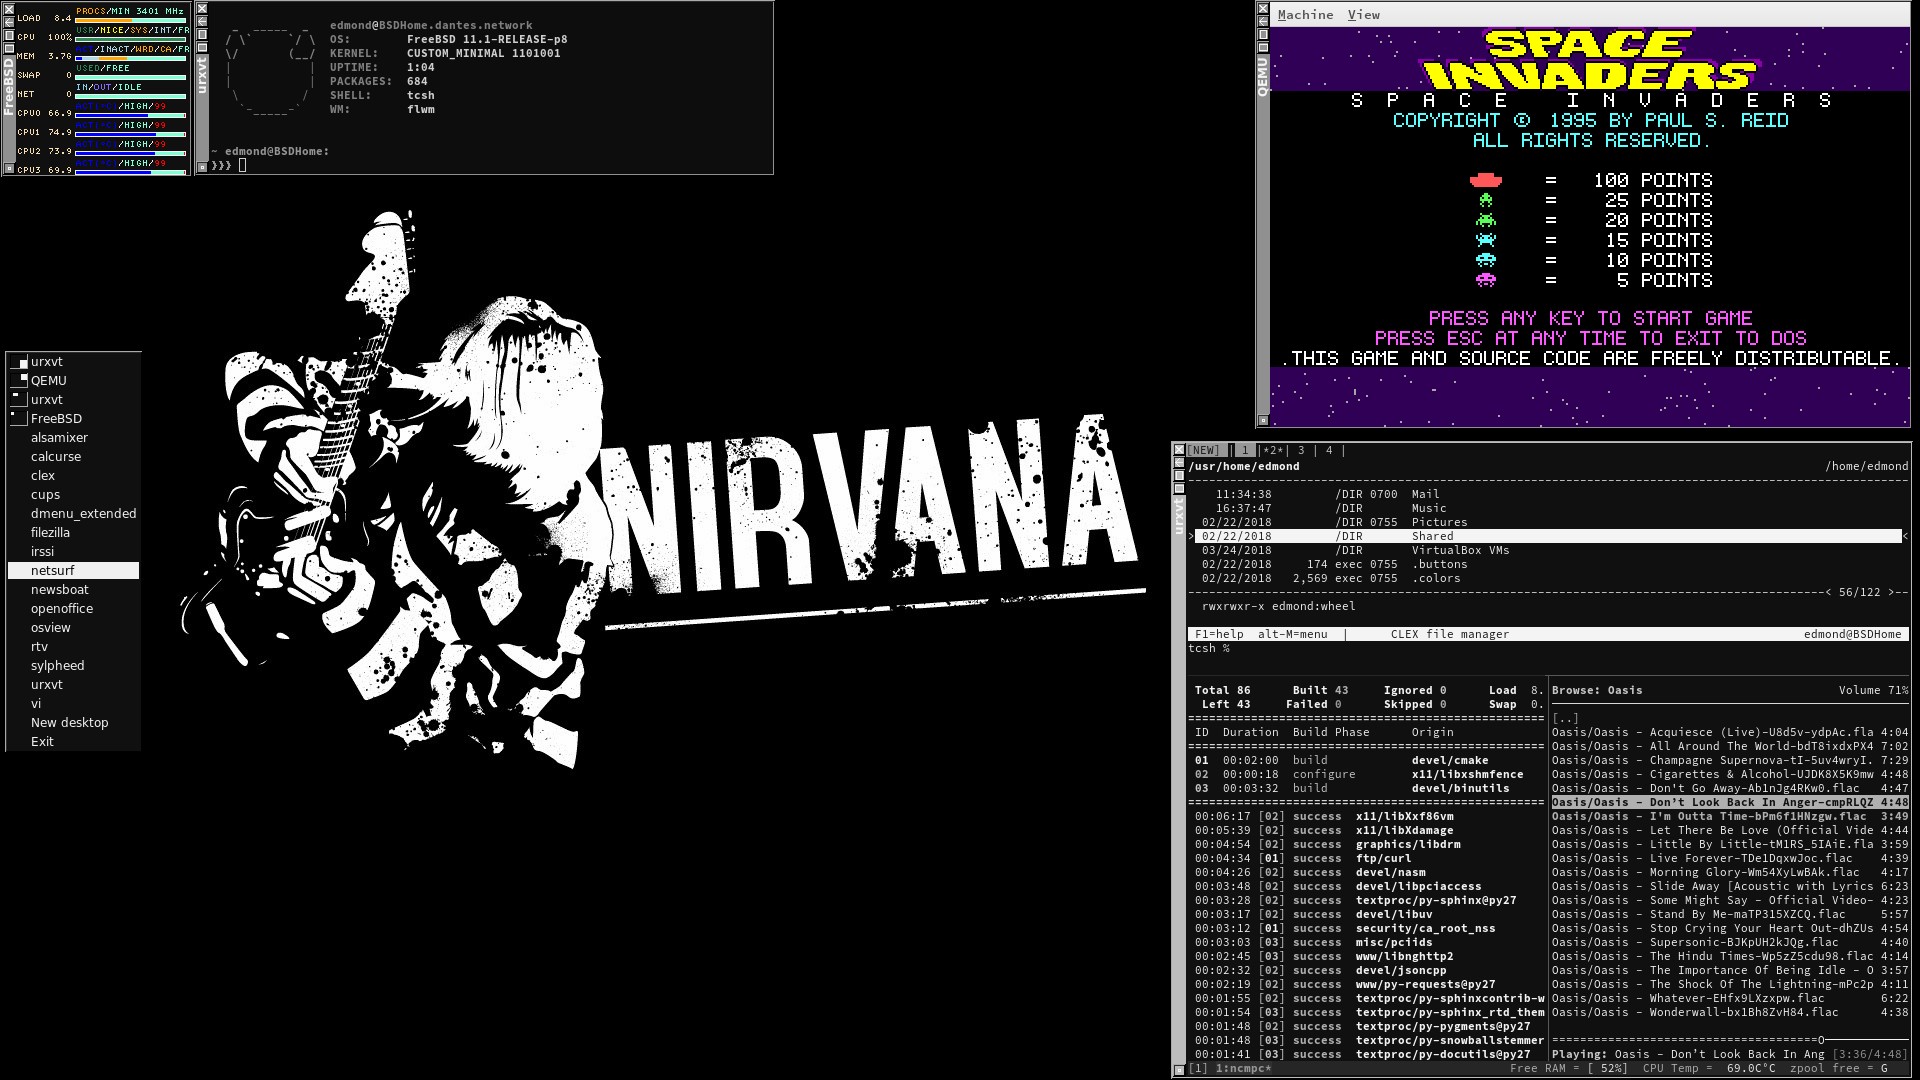 LOAD 8.4 PROCS/MIN 3401 MHz
CPU 100% USR/NICE/SYS/INT/FR
MEM 3.7G ACT/INACT/WRD/CA/FR
SWAP 0 USED/FREE
NET 0 IN/OUT/IDLE
CPU0 66.9 /HIGH/99
CPU1 74.9 /HIGH/99
CPU2 73.9 /HIGH/99
CPU3 69.9 /HIGH/99
FreeBSD
urxvt
edmond@BSDHome.dantes.network
OS: FreeBSD 11.1-RELEASE-p8
KERNEL: CUSTOM_MINIMAL 1101001
UPTIME: 1:04
PACKAGES: 684
SHELL: tcsh
WM: flwm
~ edmond@BSDHome:
}}}
QEMU
Machine View
SPACE
INVADERS
S P A C E I N V A D E R S
COPYRIGHT © 1995 BY PAUL S. REID
ALL RIGHTS RESERVED.
= 100 POINTS
= 25 POINTS
= 20 POINTS
= 15 POINTS
= 10 POINTS
= 5 POINTS
PRESS ANY KEY TO START GAME
PRESS ESC AT ANY TIME TO EXIT TO DOS
.THIS GAME AND SOURCE CODE ARE FREELY DISTRIBUTABLE.
urxvt
QEMU
urxvt
FreeBSD
alsamixer
calcurse
clex
cups
dmenu_extended
filezilla
irssi
netsurf
newsboat
openoffice
osview
rtv
sylpheed
urxvt
vi
New desktop
Exit
NIRVANA
urxvt
[NEW] | 1 |*2*| 3 | 4 |
/usr/home/edmond /home/edmond
11:34:38 /DIR 0700 Mail
16:37:47 /DIR Music
02/22/2018 /DIR 0755 Pictures
> 02/22/2018 /DIR Shared <
03/24/2018 /DIR VirtualBox VMs
02/22/2018 174 exec 0755 .buttons
02/22/2018 2,569 exec 0755 .colors
< 56/122 >--
rwxrwxr-x edmond:wheel
F1=help alt-M=menu | CLEX file manager edmond@BSDHome
tcsh %
Total 86 Built 43 Ignored 0 Load 8.
Left 43 Failed 0 Skipped 0 Swap 0.
ID Duration Build Phase Origin
01 00:02:00 build devel/cmake
02 00:00:18 configure x11/libxshmfence
03 00:03:32 build devel/binutils
00:06:17 [02] success x11/libXxf86vm
00:05:39 [02] success x11/libXdamage
00:04:54 [02] success graphics/libdrm
00:04:34 [01] success ftp/curl
00:04:26 [02] success devel/nasm
00:03:48 [02] success devel/libpciaccess
00:03:28 [02] success textproc/py-sphinx@py27
00:03:17 [02] success devel/libuv
00:03:12 [01] success security/ca_root_nss
00:03:03 [03] success misc/pciids
00:02:45 [03] success www/libnghttp2
00:02:32 [02] success devel/jsoncpp
00:02:19 [02] success www/py-requests@py27
00:01:55 [02] success textproc/py-sphinxcontrib-w
00:01:54 [03] success textproc/py-sphinx_rtd_them
00:01:48 [02] success textproc/py-pygments@py27
00:01:48 [03] success textproc/py-snowballstemmer
00:01:41 [03] success textproc/py-docutils@py27
Browse: Oasis Volume 71%
[..]
Oasis/Oasis - Acquiesce (Live)-U8d5v-ydpAc.fla 4:04
Oasis/Oasis - All Around The World-bdT8ixdxPX4 7:02
Oasis/Oasis - Champagne Supernova-tI-5uv4wryI. 7:29
Oasis/Oasis - Cigarettes & Alcohol-UJDK8X5K9mw 4:48
Oasis/Oasis - Don't Go Away-Ab1nJg4RKw0.flac 4:47
Oasis/Oasis - Don’t Look Back In Anger-cmpRLQZ 4:48
Oasis/Oasis - I'm Outta Time-bPm6f1HNzgw.flac 3:49
Oasis/Oasis - Let There Be Love (Official Vide 4:44
Oasis/Oasis - Little By Little-tM1RS_5IAiE.fla 3:59
Oasis/Oasis - Live Forever-TDe1DqxwJoc.flac 4:39
Oasis/Oasis - Morning Glory-Wm54XyLwBAk.flac 4:17
Oasis/Oasis - Slide Away [Acoustic with Lyrics 6:23
Oasis/Oasis - Some Might Say - Official Video- 4:23
Oasis/Oasis - Stand By Me-maTP315XZCQ.flac 5:57
Oasis/Oasis - Stop Crying Your Heart Out-dhZUs 4:54
Oasis/Oasis - Supersonic-BJKpUH2kJQg.flac 4:40
Oasis/Oasis - The Hindu Times-Wp5zZ5cdu98.flac 4:14
Oasis/Oasis - The Importance Of Being Idle - O 3:57
Oasis/Oasis - The Shock Of The Lightning-mPc2p 4:11
Oasis/Oasis - Whatever-EHfx9LXzxpw.flac 6:22
Oasis/Oasis - Wonderwall-bx1Bh8ZvH84.flac 4:38
Playing: Oasis - Don’t Look Back In Ang [3:36/4:48]
[1] 1:ncmpc* Free RAM = [ 52%] CPU Temp = 69.0C°C zpool free = G